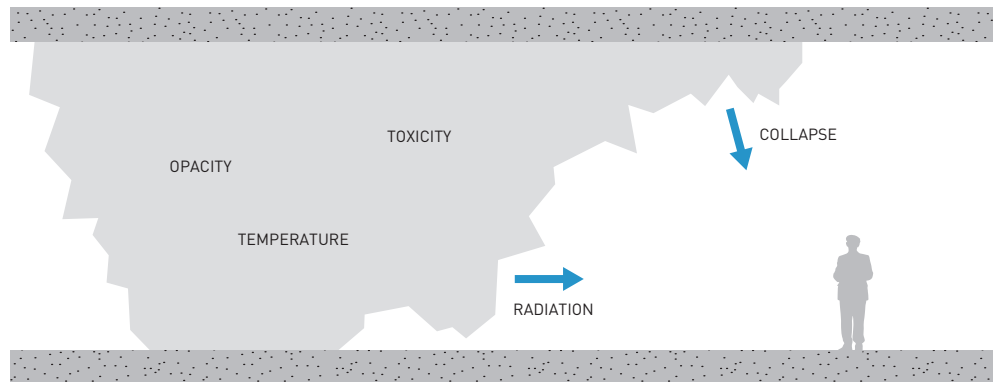 TOXICITY
COLLAPSE
OPACITY
TEMPERATURE
RADIATION